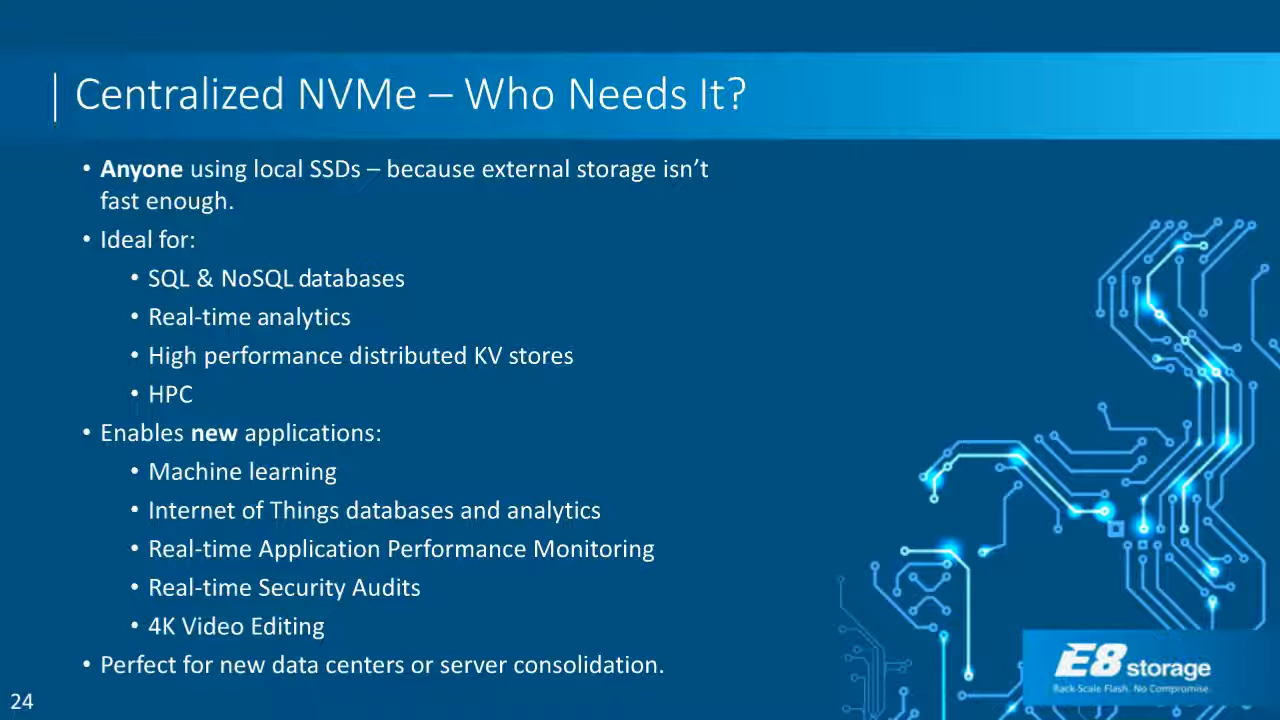 Centralized NVMe – Who Needs It?
• Anyone using local SSDs – because external storage isn’t
fast enough.
• Ideal for:
• SQL & NoSQL databases
• Real-time analytics
• High performance distributed KV stores
• HPC
• Enables new applications:
• Machine learning
• Internet of Things databases and analytics
• Real-time Application Performance Monitoring
• Real-time Security Audits
• 4K Video Editing
• Perfect for new data centers or server consolidation.
E8 storage
Rack-Scale Flash. No Compromise.
24